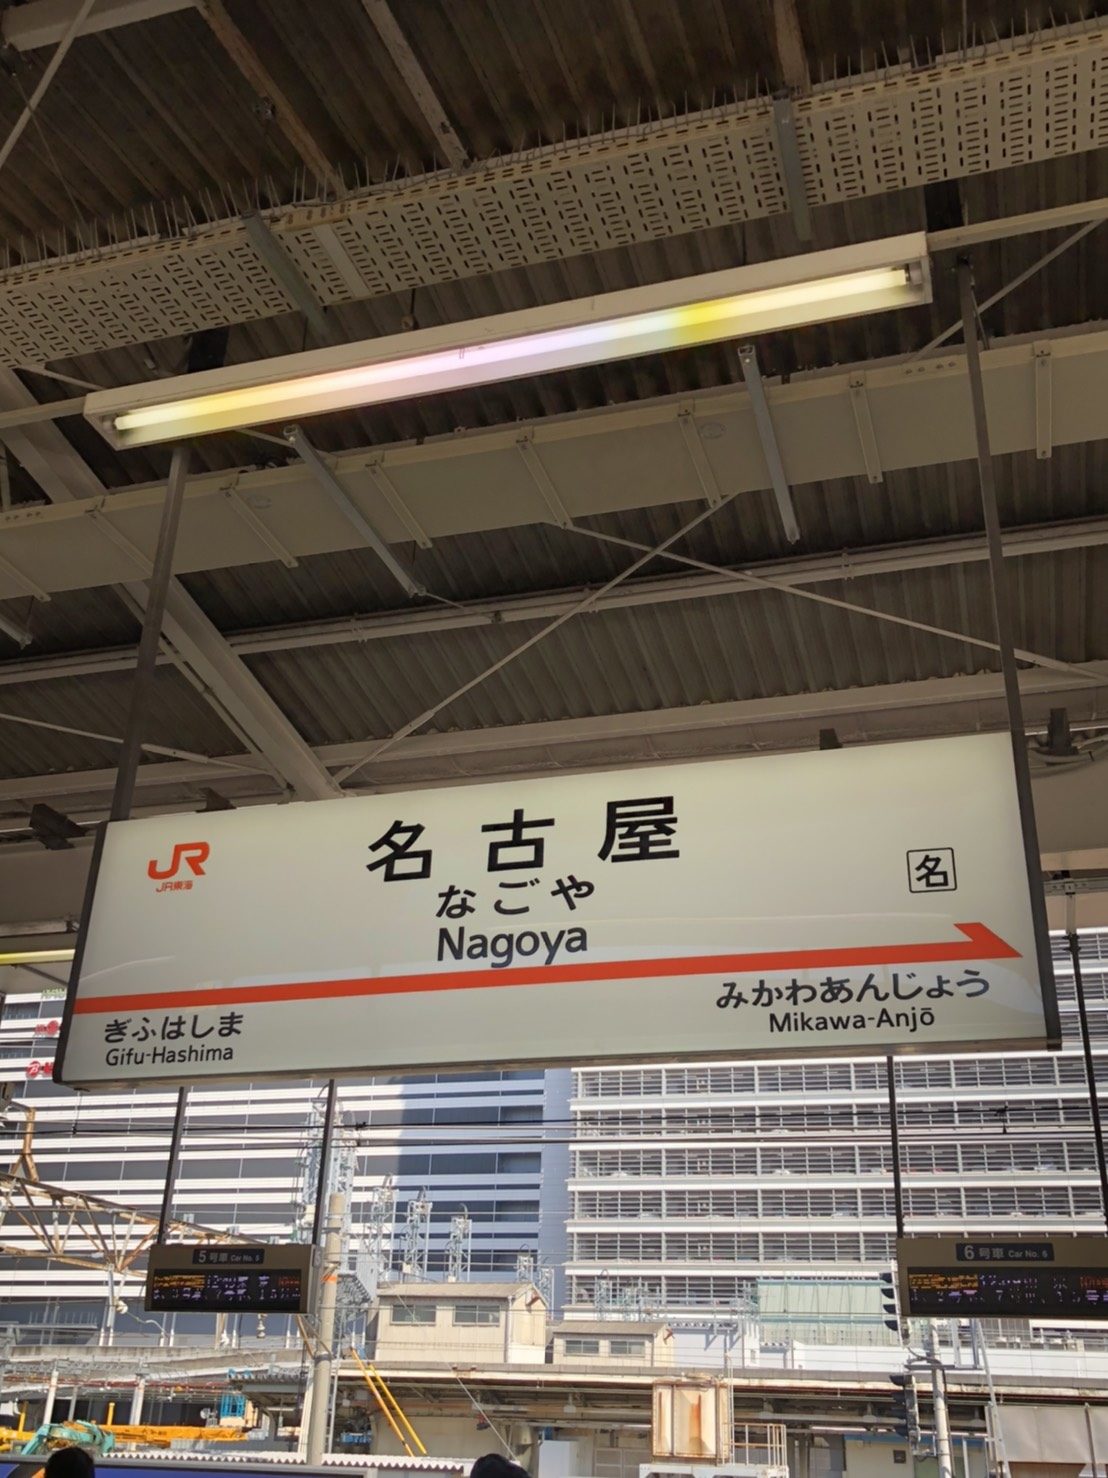 JR
JR東海
名古屋
なごや
Nagoya
名
ぎふはしま
Gifu-Hashima
みかわあんじょう
Mikawa-Anjō
5号車 Car No. 5
6号車 Car No. 6